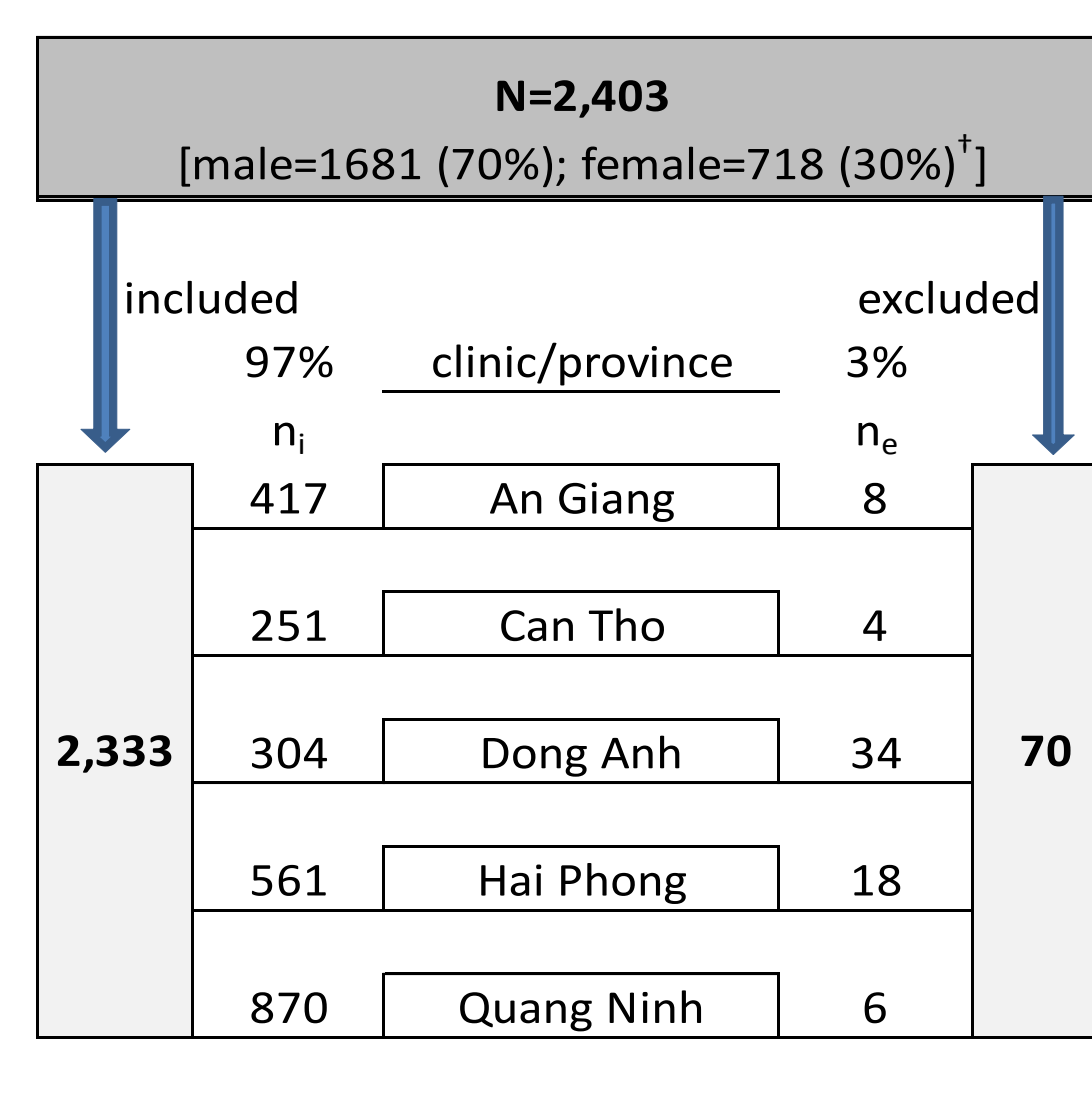 N=2,403
[male=1681 (70%); female=718 (30%)†]
included excluded
97% clinic/province 3%
nᵢ nₑ
417 An Giang 8
251 Can Tho 4
2,333 304 Dong Anh 34 70
561 Hai Phong 18
870 Quang Ninh 6